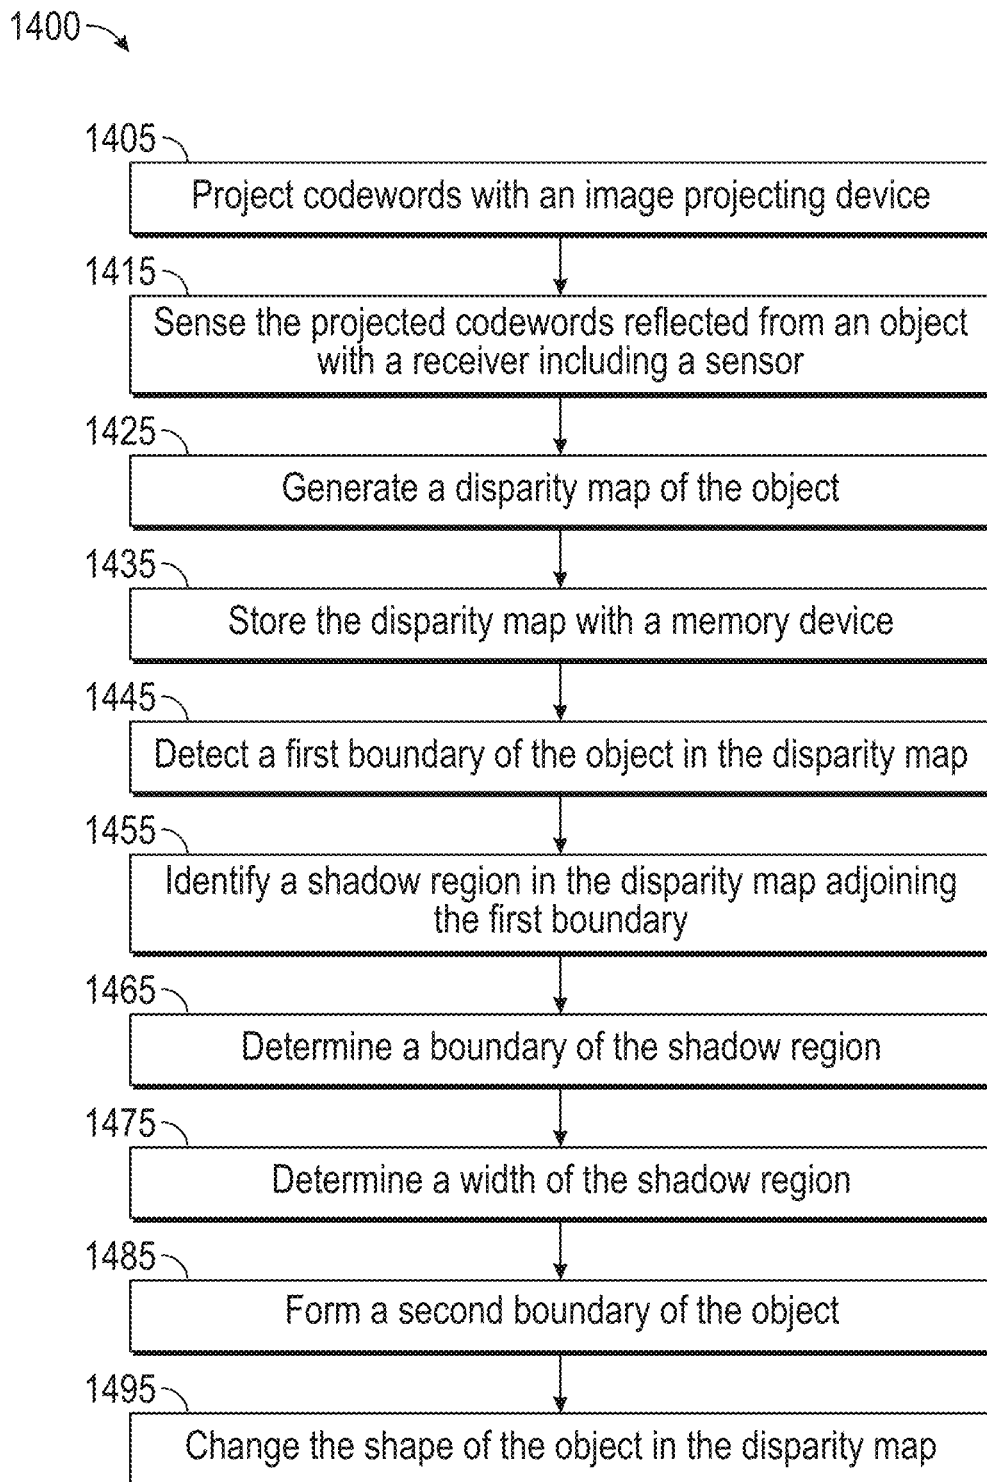 1400
1405
Project codewords with an image projecting device
1415
Sense the projected codewords reflected from an object
with a receiver including a sensor
1425
Generate a disparity map of the object
1435
Store the disparity map with a memory device
1445
Detect a first boundary of the object in the disparity map
1455
Identify a shadow region in the disparity map adjoining
the first boundary
1465
Determine a boundary of the shadow region
1475
Determine a width of the shadow region
1485
Form a second boundary of the object
1495
Change the shape of the object in the disparity map